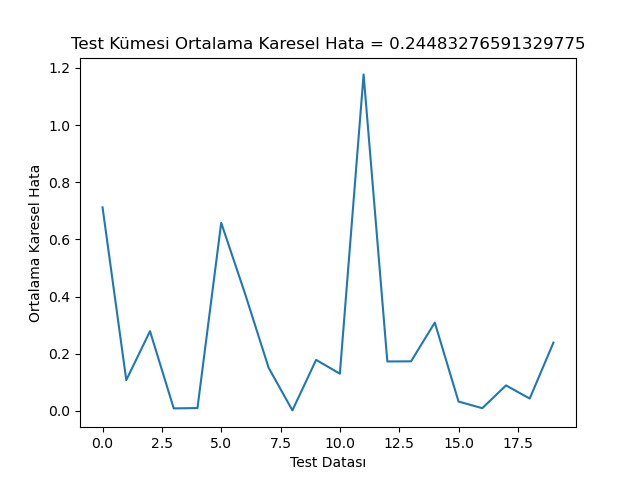 Test Kümesi Ortalama Karesel Hata = 0.24483276591329775
1.2
1.0
0.8
0.6
0.4
0.2
0.0
Ortalama Karesel Hata
0.0 2.5 5.0 7.5 10.0 12.5 15.0 17.5
Test Datası